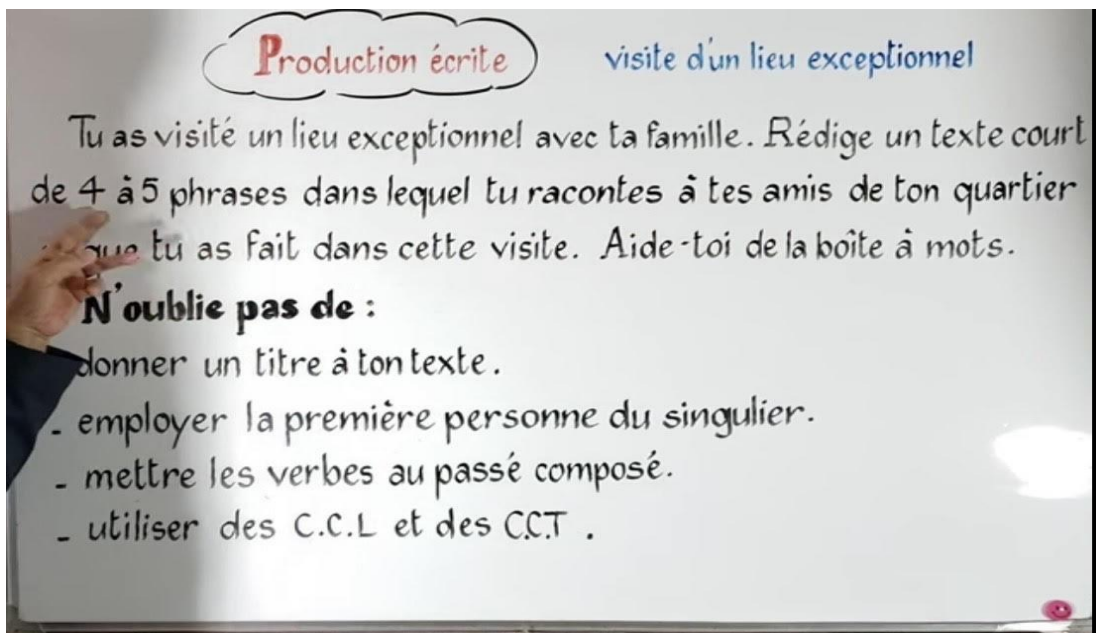 Production écrite
visite d'un lieu exceptionnel
Tu as visité un lieu exceptionnel avec ta famille. Rédige un texte court
de 4 à 5 phrases dans lequel tu racontes à tes amis de ton quartier
que tu as fait dans cette visite. Aide-toi de la boîte à mots.
N'oublie pas de :
donner un titre à ton texte.
- employer la première personne du singulier.
- mettre les verbes au passé composé.
- utiliser des C.C.L et des C.C.T .